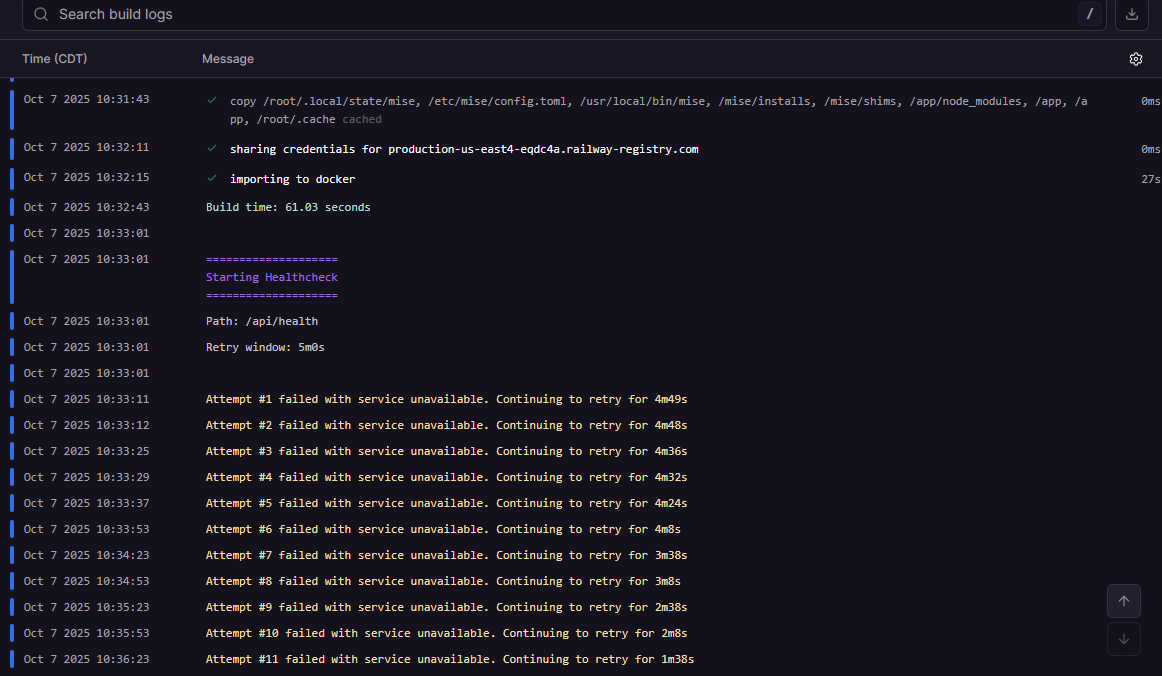 Search build logs /
Time (CDT) Message
Oct 7 2025 10:31:43 copy /root/.local/state/mise, /etc/mise/config.toml, /usr/local/bin/mise, /mise/installs, /mise/shims, /app/node_modules, /app, /a 0ms
pp, /root/.cache cached
Oct 7 2025 10:32:11 sharing credentials for production-us-east4-eqdc4a.railway-registry.com 0ms
Oct 7 2025 10:32:15 importing to docker 27s
Oct 7 2025 10:32:43 Build time: 61.03 seconds
Oct 7 2025 10:33:01
Oct 7 2025 10:33:01 ====================
Starting Healthcheck
====================
Oct 7 2025 10:33:01 Path: /api/health
Oct 7 2025 10:33:01 Retry window: 5m0s
Oct 7 2025 10:33:01
Oct 7 2025 10:33:11 Attempt #1 failed with service unavailable. Continuing to retry for 4m49s
Oct 7 2025 10:33:12 Attempt #2 failed with service unavailable. Continuing to retry for 4m48s
Oct 7 2025 10:33:25 Attempt #3 failed with service unavailable. Continuing to retry for 4m36s
Oct 7 2025 10:33:29 Attempt #4 failed with service unavailable. Continuing to retry for 4m32s
Oct 7 2025 10:33:37 Attempt #5 failed with service unavailable. Continuing to retry for 4m24s
Oct 7 2025 10:33:53 Attempt #6 failed with service unavailable. Continuing to retry for 4m8s
Oct 7 2025 10:34:23 Attempt #7 failed with service unavailable. Continuing to retry for 3m38s
Oct 7 2025 10:34:53 Attempt #8 failed with service unavailable. Continuing to retry for 3m8s
Oct 7 2025 10:35:23 Attempt #9 failed with service unavailable. Continuing to retry for 2m38s
Oct 7 2025 10:35:53 Attempt #10 failed with service unavailable. Continuing to retry for 2m8s
Oct 7 2025 10:36:23 Attempt #11 failed with service unavailable. Continuing to retry for 1m38s